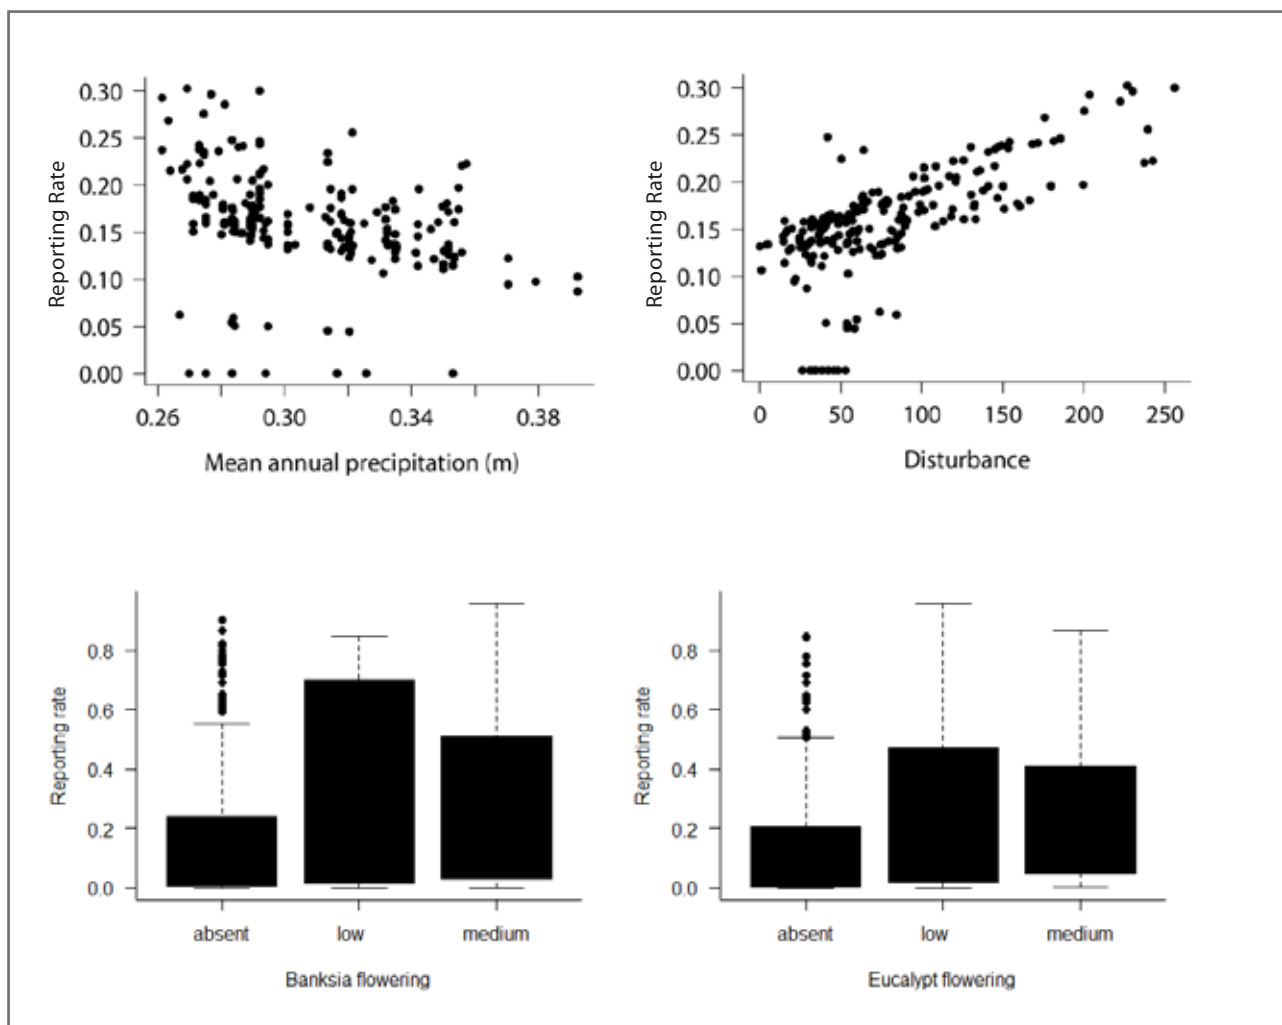 Reporting Rate
0.30
0.25
0.20
0.15
0.10
0.05
0.00
0.26
0.30
0.34
0.38
Mean annual precipitation (m)
Reporting Rate
0.30
0.25
0.20
0.15
0.10
0.05
0.00
0
50
100
150
200
250
Disturbance
Reporting rate
0.8
0.6
0.4
0.2
0.0
absent
low
medium
Banksia flowering
Reporting rate
0.8
0.6
0.4
0.2
0.0
absent
low
medium
Eucalypt flowering